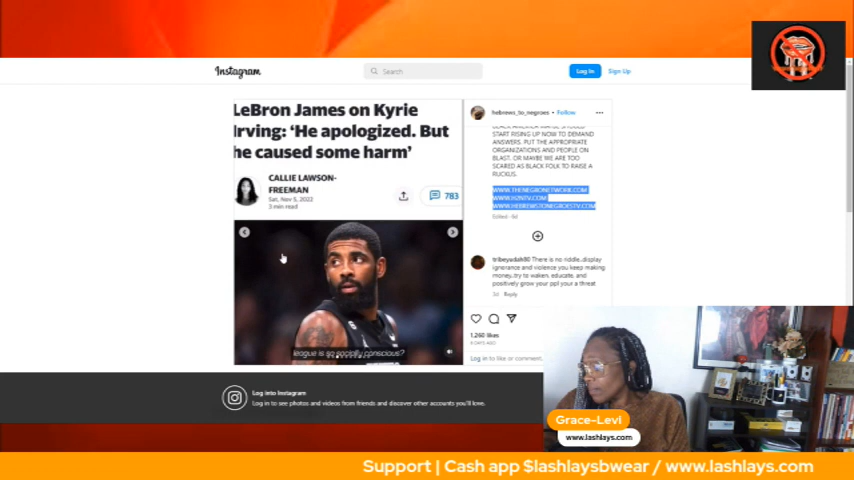 Instagram
Search
Log In
Sign Up
LeBron James on Kyrie
Irving: ‘He apologized. But
he caused some harm’
CALLIE LAWSON-
FREEMAN
Sat, Nov 5, 2022
3 min read
783
league is so socially conscious?
hebrews_to_negroes • Follow
START RISING UP NOW TO DEMAND
ANSWERS. PUT THE APPROPRIATE
ORGANIZATIONS AND PEOPLE ON
BLAST. OR MAYBE WE ARE TOO
SCARED AS BLACK FOLK TO RAISE A
RUCKUS.
WWW.THENEGRONETWORK.COM
WWW.H2NTV.COM
WWW.HEBREWSTONEGROESTV.COM
Edited
tribeyudah80 There is no riddle..display
ignorance and violence you keep making
money..try to waken, educate, and
positively grow your ppl your a threat
Reply
1,260 likes
6 DAYS AGO
Log in to like or comment.
Log into Instagram
Log in to see photos and videos from friends and discover other accounts you'll love.
Grace-Levi
www.lashlays.com
Support | Cash app $lashlaysbwear / www.lashlays.com